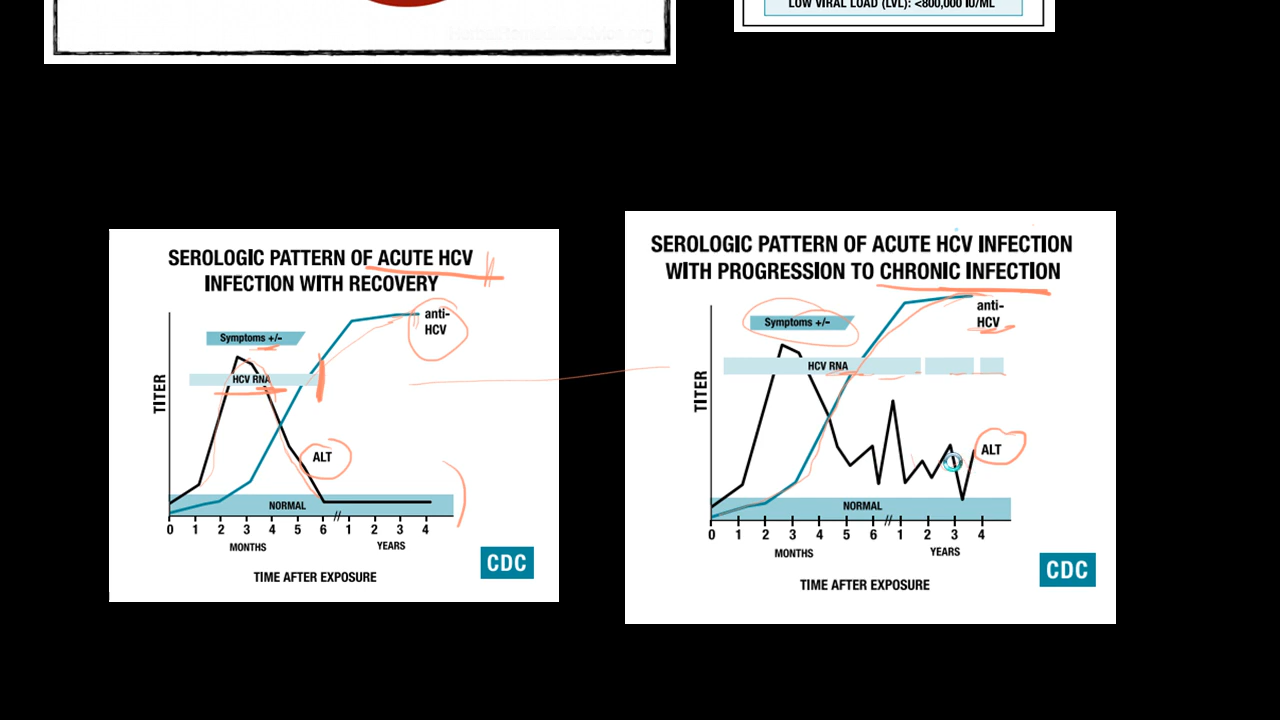 LOW VIRAL LOAD (LVL): <800,000 IU/ML
SEROLOGIC PATTERN OF ACUTE HCV
INFECTION WITH RECOVERY
anti-
HCV
Symptoms +/-
HCV RNA
TITER
ALT
NORMAL
0 1 2 3 4 5 6 // 1 2 3 4
MONTHS YEARS
CDC
TIME AFTER EXPOSURE
SEROLOGIC PATTERN OF ACUTE HCV INFECTION
WITH PROGRESSION TO CHRONIC INFECTION
anti-
HCV
Symptoms +/-
HCV RNA
TITER
ALT
NORMAL
0 1 2 3 4 5 6 // 1 2 3 4
MONTHS YEARS
CDC
TIME AFTER EXPOSURE